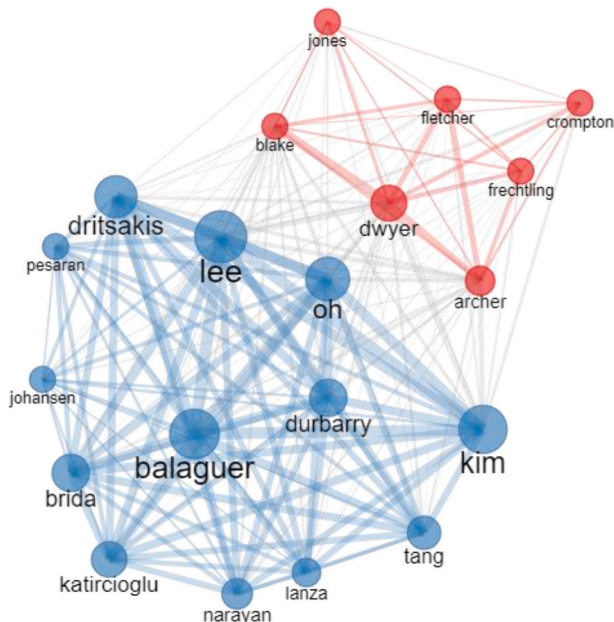 jones
fletcher
crompton
blake
frechtling
dwyer
dritsakis
lee
pesaran
archer
oh
johansen
durbarry
balaguer
kim
brida
tang
katircioglu
lanza
narayan